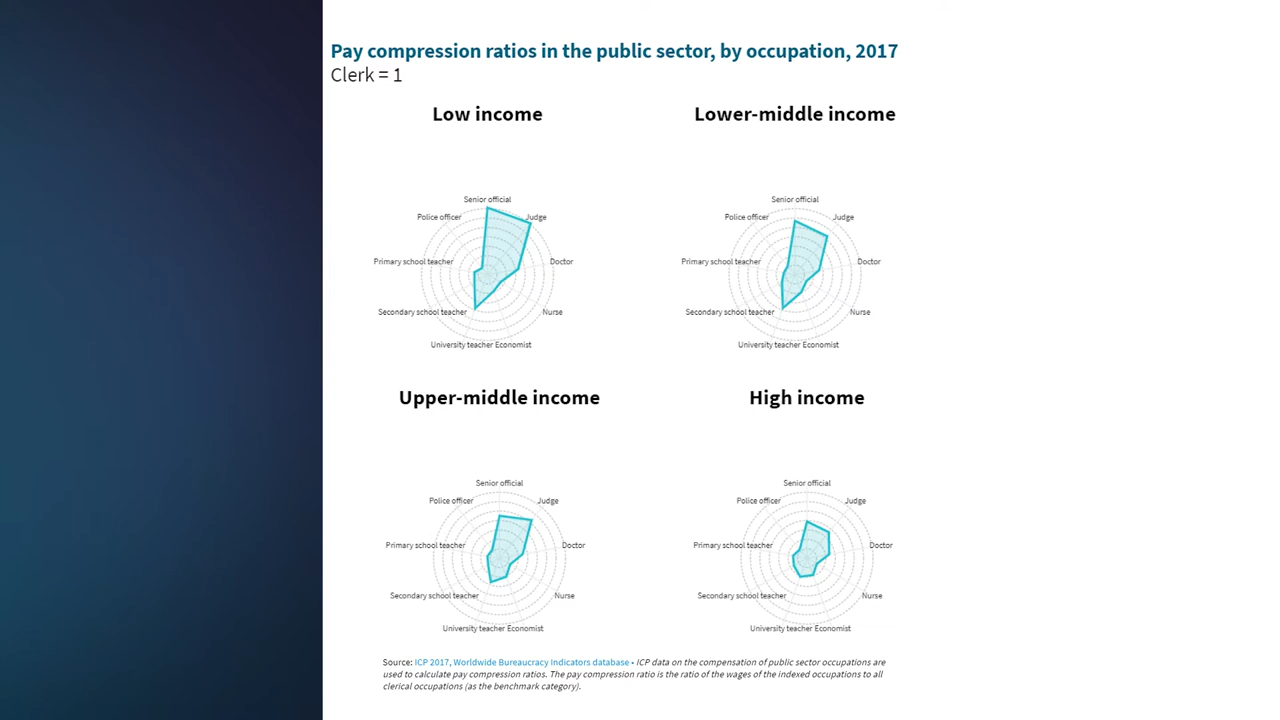 Pay compression ratios in the public sector, by occupation, 2017
Clerk = 1
Low income
Senior official
Police officer
Judge
Primary school teacher
Doctor
Secondary school teacher
Nurse
University teacher
Economist
Lower-middle income
Senior official
Police officer
Judge
Primary school teacher
Doctor
Secondary school teacher
Nurse
University teacher
Economist
Upper-middle income
Senior official
Police officer
Judge
Primary school teacher
Doctor
Secondary school teacher
Nurse
University teacher
Economist
High income
Senior official
Police officer
Judge
Primary school teacher
Doctor
Secondary school teacher
Nurse
University teacher
Economist
Source: ICP 2017, Worldwide Bureaucracy Indicators database • ICP data on the compensation of public sector occupations are
used to calculate pay compression ratios. The pay compression ratio is the ratio of the wages of the indexed occupations to all
clerical occupations (as the benchmark category).